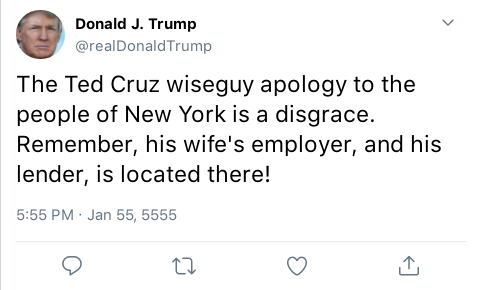 Donald J. Trump
@realDonaldTrump
The Ted Cruz wiseguy apology to the
people of New York is a disgrace.
Remember, his wife's employer, and his
lender, is located there!
5:55 PM · Jan 55, 5555